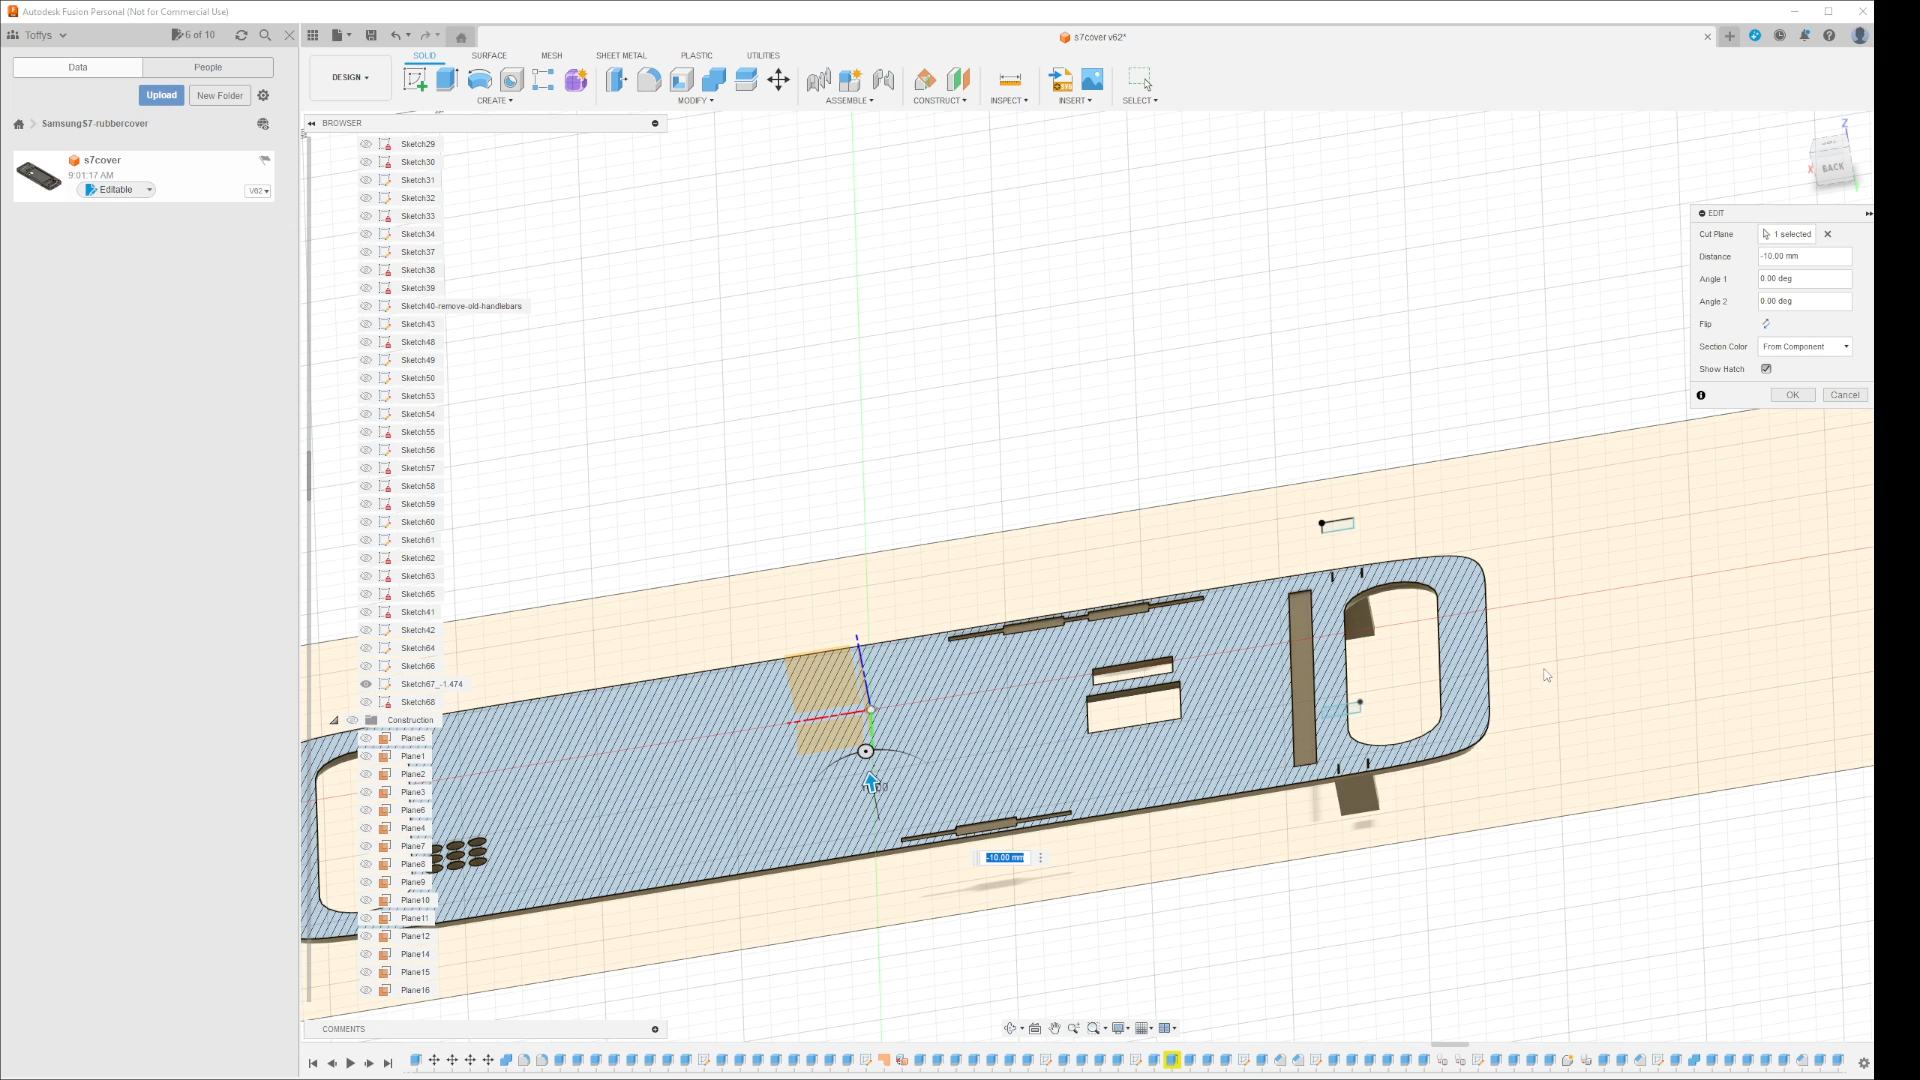 Autodesk Fusion Personal (Not for Commercial Use)
Toffys
6 of 10
s7cover v62*
Data
People
Upload
New Folder
SamsungS7-rubbercover
s7cover
9:01:17 AM
Editable
V62
DESIGN
SOLID
SURFACE
MESH
SHEET METAL
PLASTIC
UTILITIES
CREATE
MODIFY
ASSEMBLE
CONSTRUCT
INSPECT
INSERT
SELECT
BROWSER
Sketch29
Sketch30
Sketch31
Sketch32
Sketch33
Sketch34
Sketch37
Sketch38
Sketch39
Sketch40-remove-old-handlebars
Sketch43
Sketch48
Sketch49
Sketch50
Sketch53
Sketch54
Sketch55
Sketch56
Sketch57
Sketch58
Sketch59
Sketch60
Sketch61
Sketch62
Sketch63
Sketch65
Sketch41
Sketch42
Sketch64
Sketch66
Sketch67_-1.474
Sketch68
Construction
Plane5
Plane1
Plane2
Plane3
Plane6
Plane4
Plane7
Plane8
Plane9
Plane10
Plane11
Plane12
Plane14
Plane15
Plane16
COMMENTS
Z
X
BACK
EDIT
Cut Plane
1 selected
Distance
-10.00 mm
Angle 1
0.00 deg
Angle 2
0.00 deg
Flip
Section Color
From Component
Show Hatch
OK
Cancel
-10.00 mm